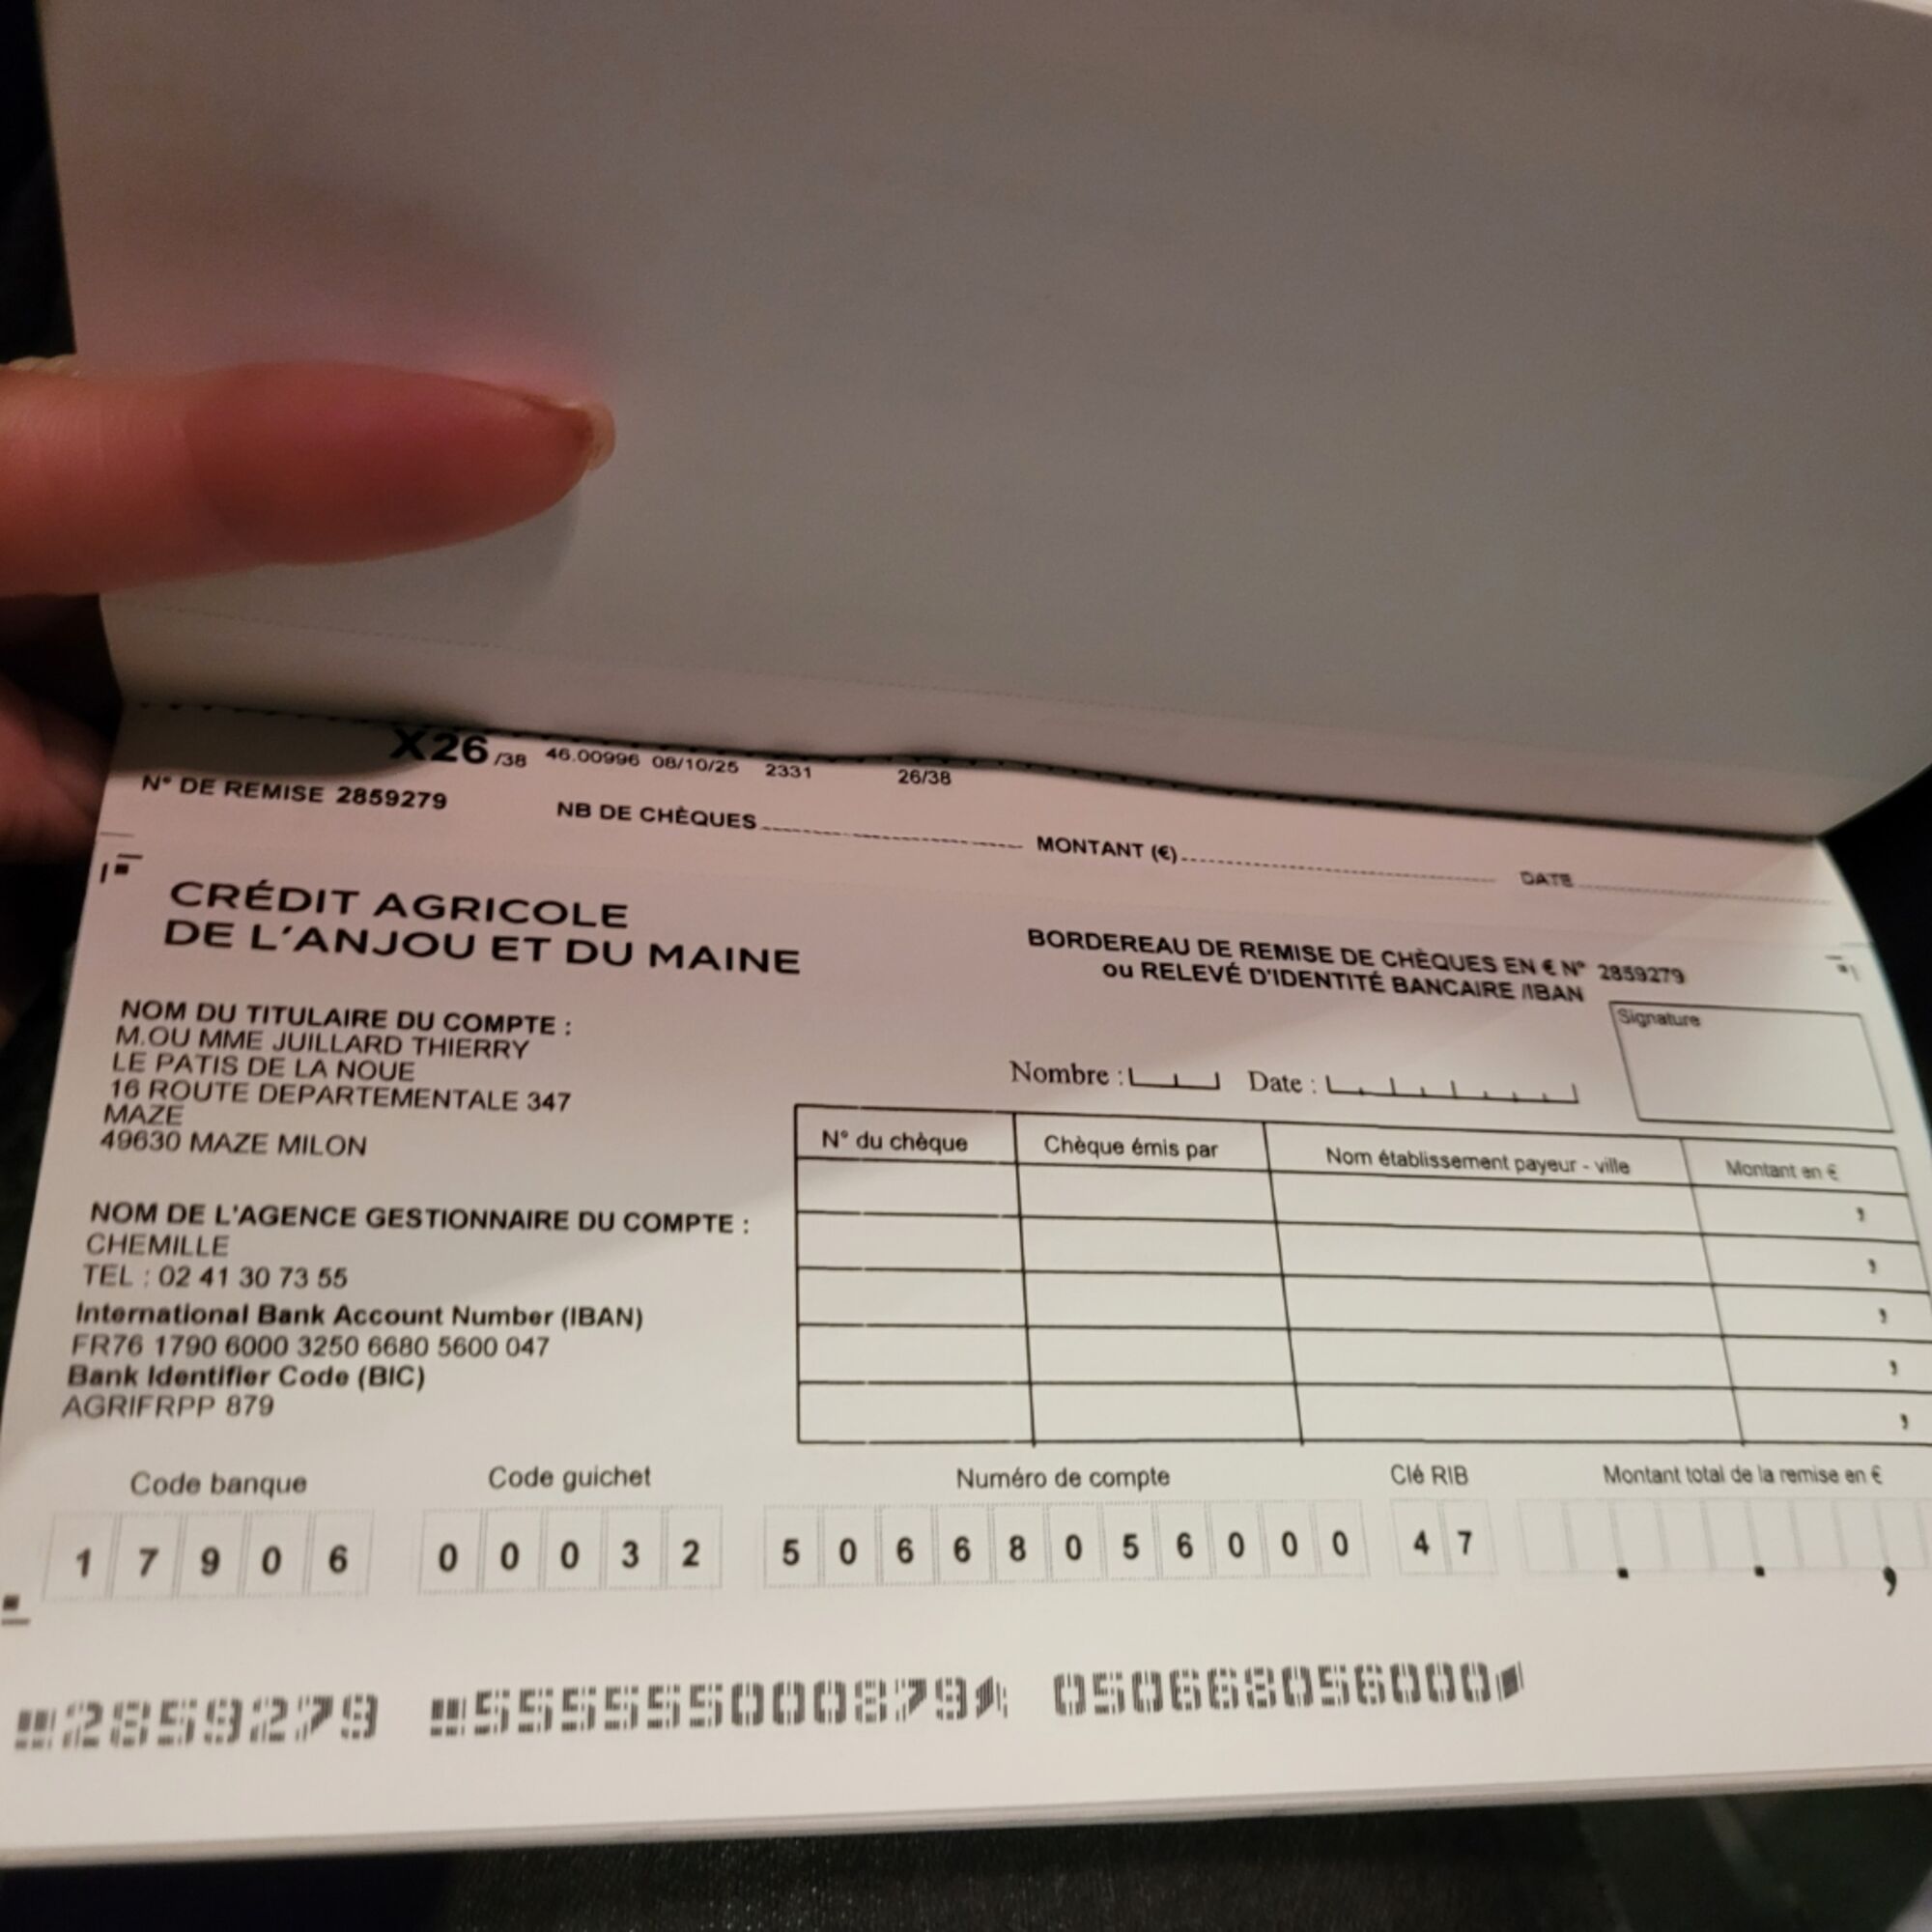 X26 /38 46.00996 08/10/25 2331 26/38
N° DE REMISE 2859279 NB DE CHÈQUES MONTANT (€) DATE
CRÉDIT AGRICOLE
DE L'ANJOU ET DU MAINE
BORDEREAU DE REMISE DE CHÈQUES EN € N° 2859279
ou RELEVÉ D'IDENTITÉ BANCAIRE /IBAN
Signature
NOM DU TITULAIRE DU COMPTE :
M.OU MME JUILLARD THIERRY
LE PATIS DE LA NOUE
16 ROUTE DEPARTEMENTALE 347
MAZE
49630 MAZE MILON
Nombre : Date :
N° du chèque Chèque émis par Nom établissement payeur - ville Montant en €
,
,
,
,
,
NOM DE L'AGENCE GESTIONNAIRE DU COMPTE :
CHEMILLE
TEL : 02 41 30 73 55
International Bank Account Number (IBAN)
FR76 1790 6000 3250 6680 5600 047
Bank Identifier Code (BIC)
AGRIFRPP 879
Code banque Code guichet Numéro de compte Clé RIB Montant total de la remise en €
1 7 9 0 6 0 0 0 3 2 5 0 6 6 8 0 5 6 0 0 0 4 7 . . ,
2859279 555555000879 050668056000